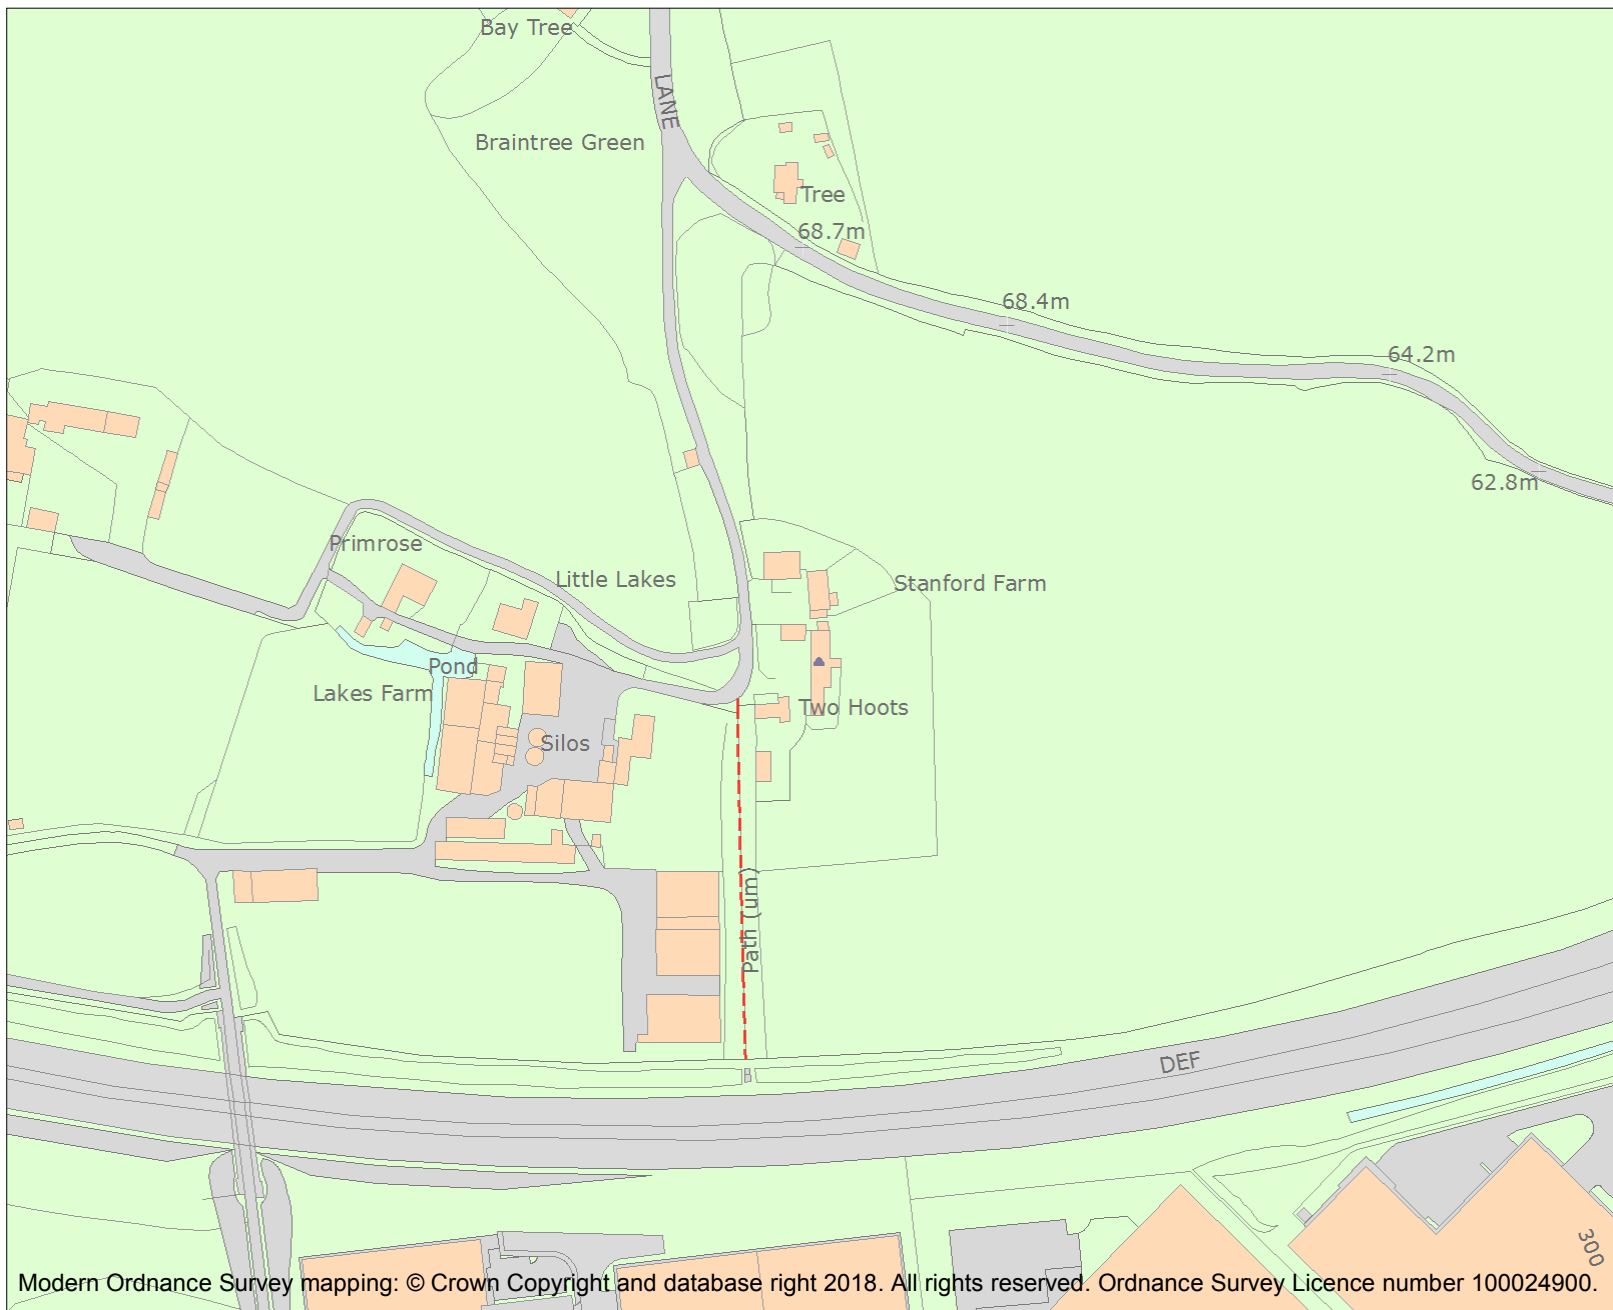 Bay Tree
LANE
Braintree Green
Tree
68.7m
68.4m
64.2m
62.8m
Primrose
Little Lakes
Stanford Farm
Pond
Lakes Farm
Two Hoots
Silos
Path (um)
DEF
300
Modern Ordnance Survey mapping: © Crown Copyright and database right 2018. All rights reserved. Ordnance Survey Licence number 100024900.